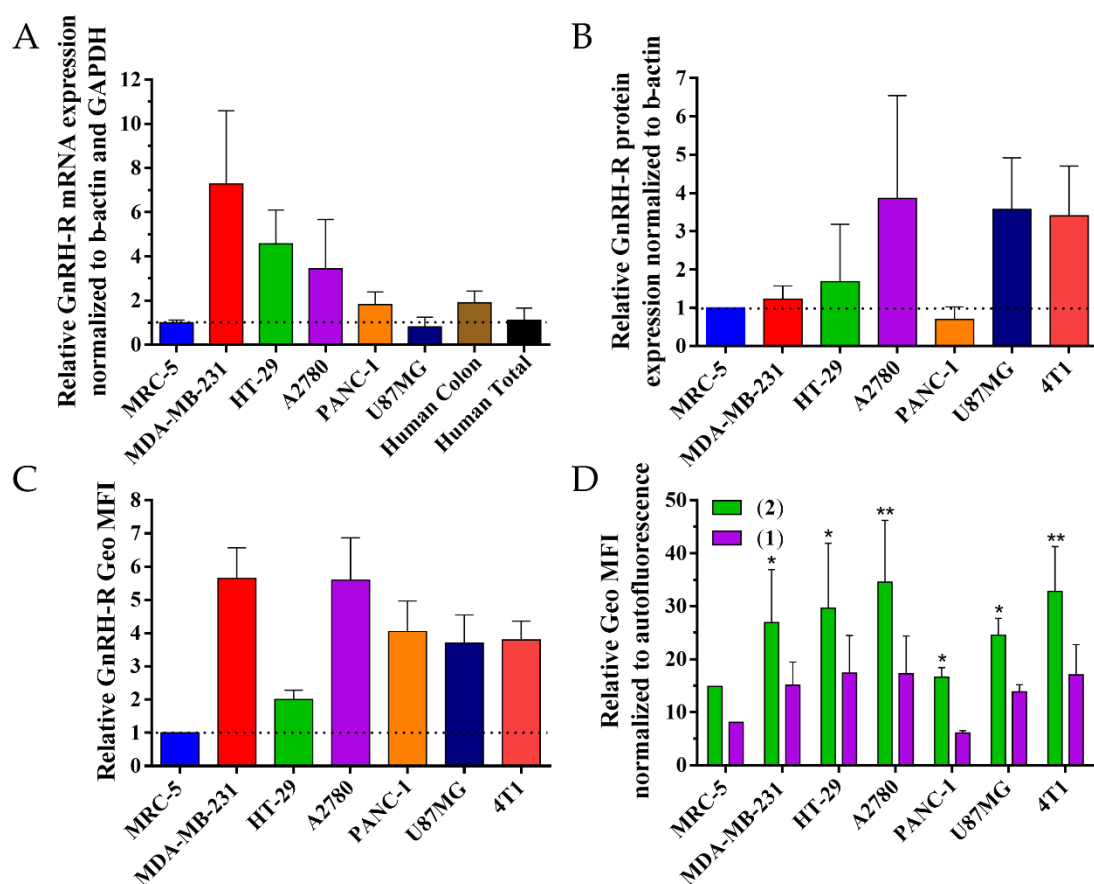 A
Relative GnRH-R mRNA expression
normalized to b-actin and GAPDH
12
10
8
6
4
2
0
MRC-5
MDA-MB-231
HT-29
A2780
PANC-1
U87MG
Human Colon
Human Total
B
Relative GnRH-R protein
expression normalized to b-actin
7
6
5
4
3
2
1
0
MRC-5
MDA-MB-231
HT-29
A2780
PANC-1
U87MG
4T1
C
Relative GnRH-R Geo MFI
8
7
6
5
4
3
2
1
0
MRC-5
MDA-MB-231
HT-29
A2780
PANC-1
U87MG
4T1
D
Relative Geo MFI
normalized to autofluorescence
50
40
30
20
10
0
(2)
(1)
*
*
**
*
*
**
MRC-5
MDA-MB-231
HT-29
A2780
PANC-1
U87MG
4T1